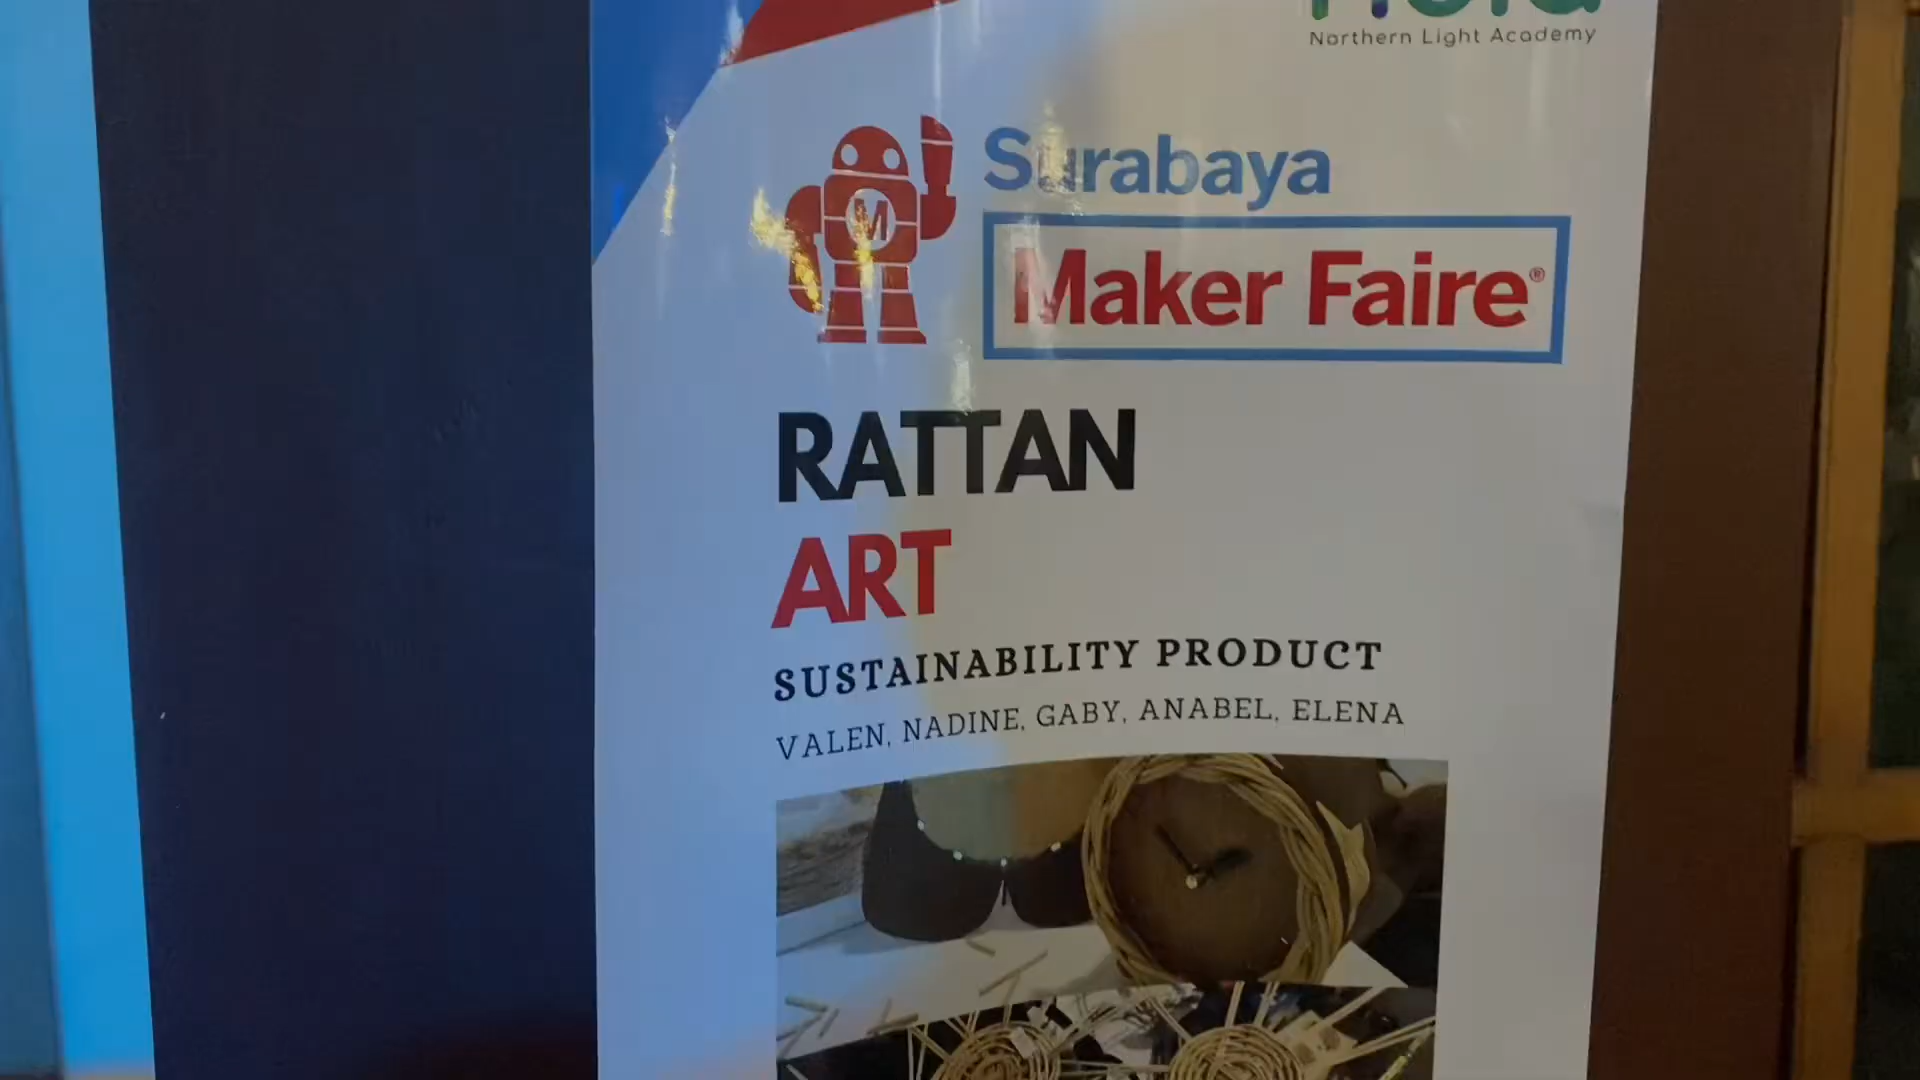 Northern Light Academy
M
Surabaya
Maker Faire®
RATTAN
ART
SUSTAINABILITY PRODUCT
VALEN, NADINE, GABY, ANABEL, ELENA